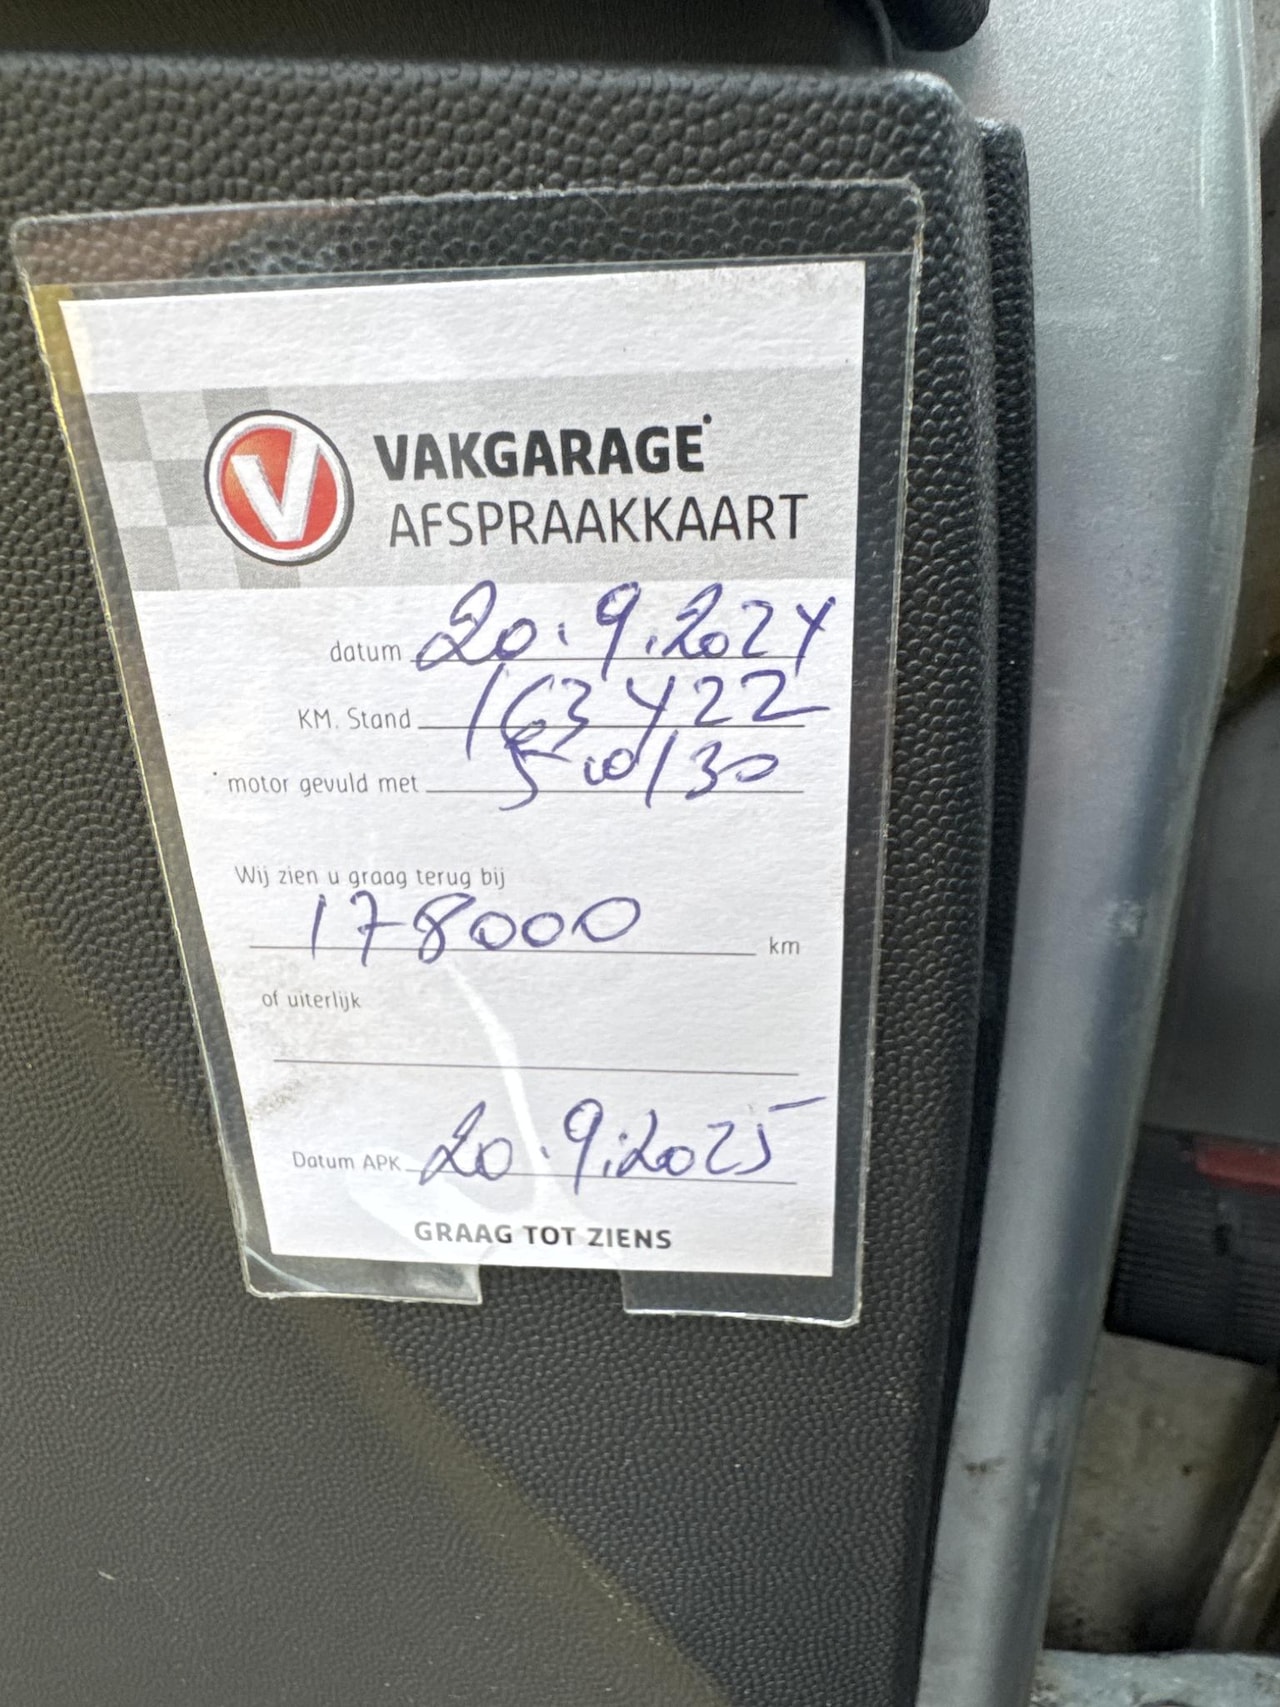 V
VAKGARAGE
AFSPRAAKKAART
datum 20.9.2024
KM. Stand 163422
motor gevuld met 5w/30
Wij zien u graag terug bij
178000 km
of uiterlijk
Datum APK 20.9.2025
GRAAG TOT ZIENS